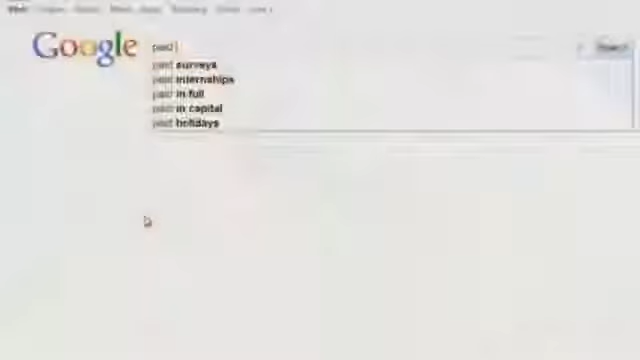 Google paid
paid surveys
paid internships
paid in full
paid in capital
paid holidays
Search